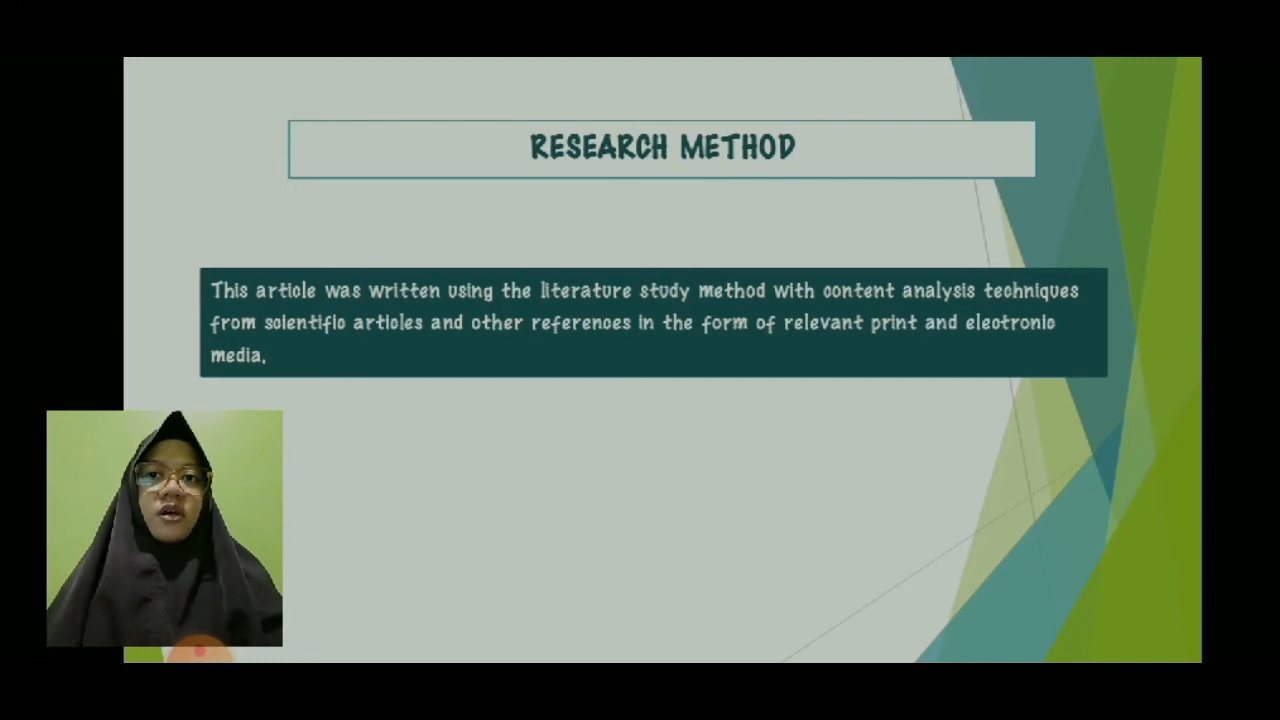 RESEARCH METHOD
This article was written using the literature study method with content analysis techniques
from scientific articles and other references in the form of relevant print and electronic
media.